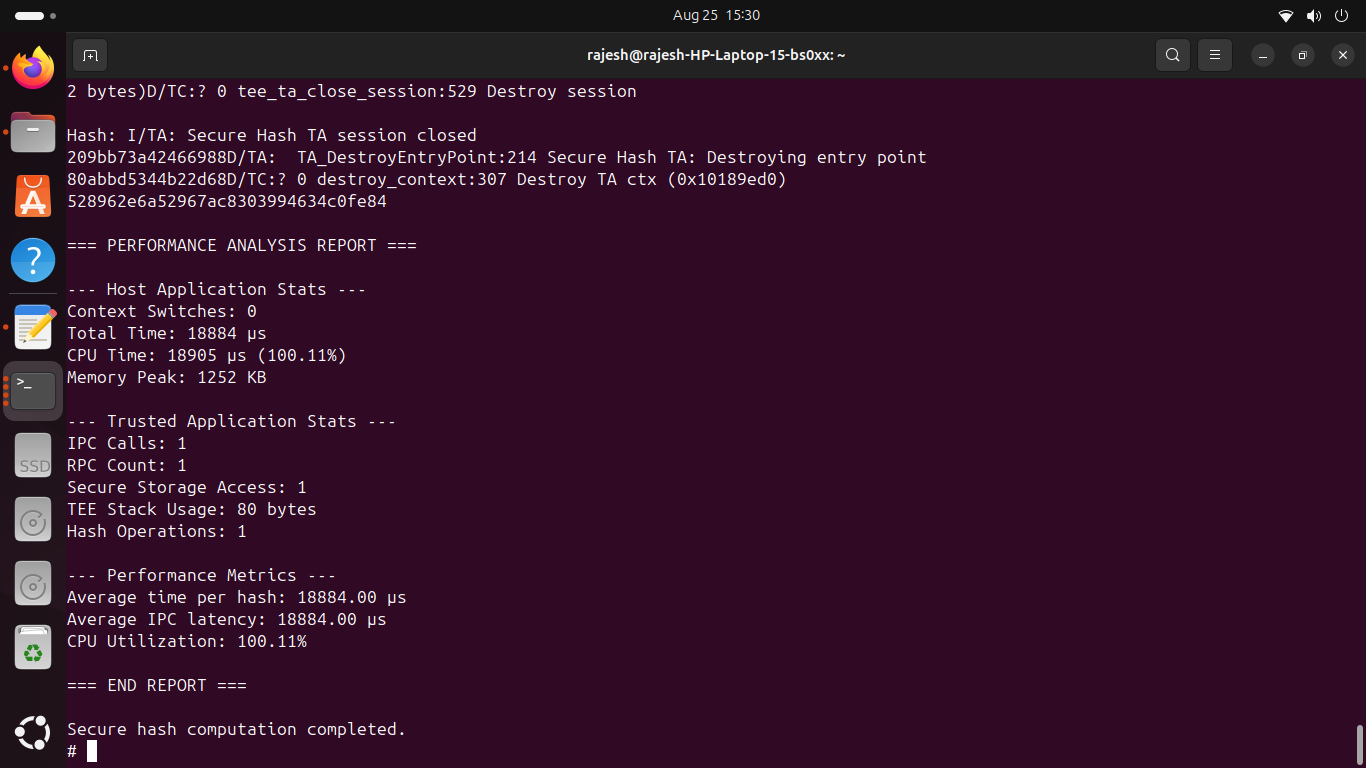 Aug 25 15:30
rajesh@rajesh-HP-Laptop-15-bs0xx: ~
2 bytes)D/TC:? 0 tee_ta_close_session:529 Destroy session
Hash: I/TA: Secure Hash TA session closed
209bb73a42466988D/TA:  TA_DestroyEntryPoint:214 Secure Hash TA: Destroying entry point
80abbd5344b22d68D/TC:? 0 destroy_context:307 Destroy TA ctx (0x10189ed0)
528962e6a52967ac8303994634c0fe84
=== PERFORMANCE ANALYSIS REPORT ===
--- Host Application Stats ---
Context Switches: 0
Total Time: 18884 µs
CPU Time: 18905 µs (100.11%)
Memory Peak: 1252 KB
--- Trusted Application Stats ---
IPC Calls: 1
RPC Count: 1
Secure Storage Access: 1
TEE Stack Usage: 80 bytes
Hash Operations: 1
--- Performance Metrics ---
Average time per hash: 18884.00 µs
Average IPC latency: 18884.00 µs
CPU Utilization: 100.11%
=== END REPORT ===
Secure hash computation completed.
#
SSD